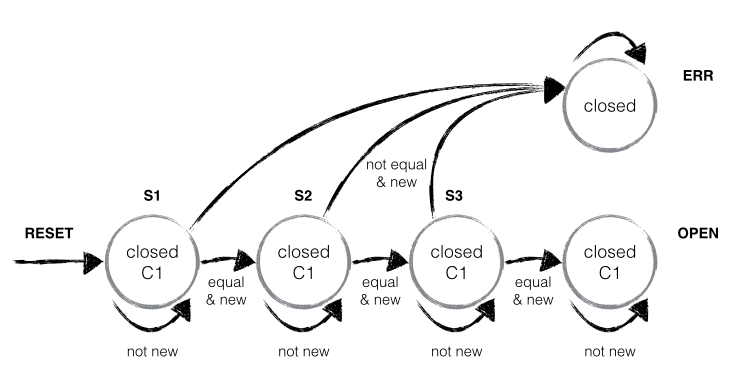 ERR
closed
not equal
& new
S1
S2
S3
RESET
OPEN
closed
C1
closed
C1
closed
C1
closed
C1
equal
& new
equal
& new
equal
& new
not new
not new
not new
not new